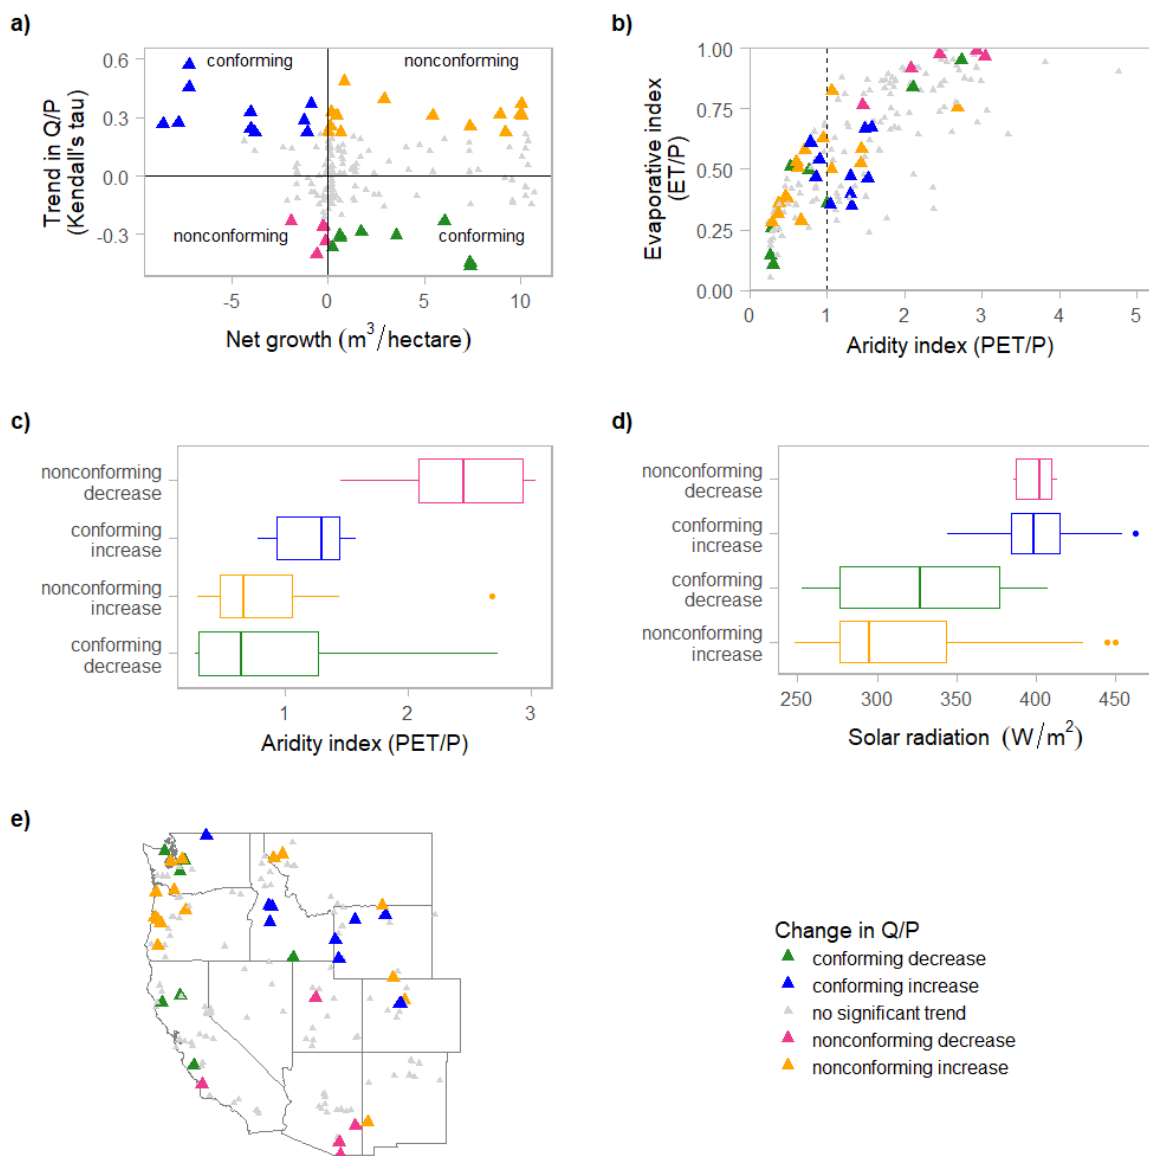 a)
Trend in Q/P
(Kendall's tau)
0.6
0.3
0.0
-0.3
conforming
nonconforming
nonconforming
conforming
-5
0
5
10
Net growth (m³/hectare)
b)
Evaporative index
(ET/P)
1.00
0.75
0.50
0.25
0.00
0
1
2
3
4
5
Aridity index (PET/P)
c)
nonconforming
decrease
conforming
increase
nonconforming
increase
conforming
decrease
1
2
3
Aridity index (PET/P)
d)
nonconforming
decrease
conforming
increase
conforming
decrease
nonconforming
increase
250
300
350
400
450
Solar radiation (W/m²)
e)
Change in Q/P
conforming decrease
conforming increase
no significant trend
nonconforming decrease
nonconforming increase